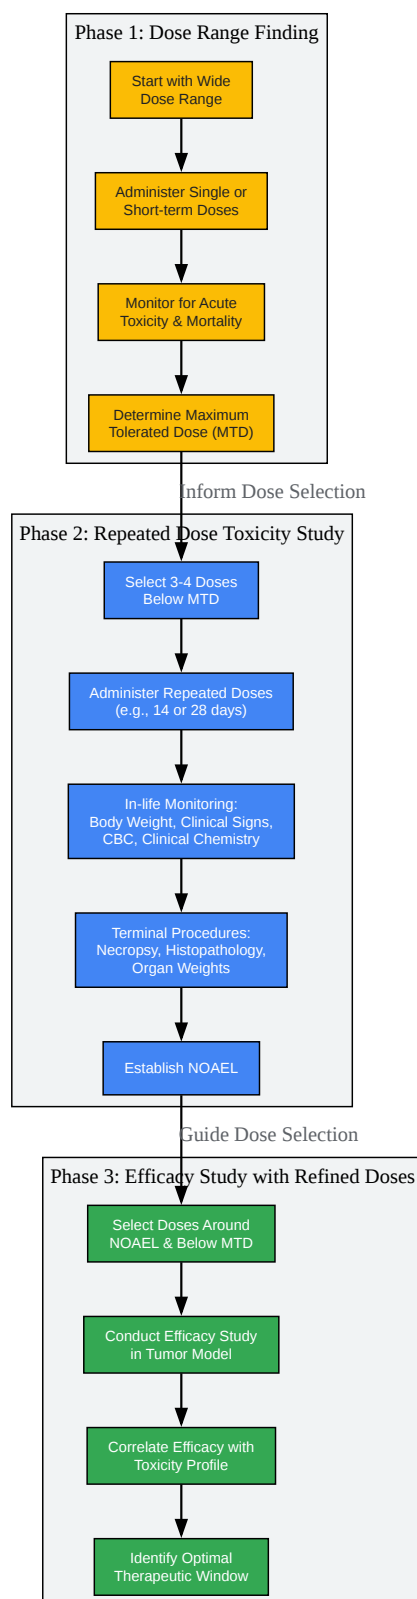 Phase 1: Dose Range Finding
Start with Wide
Dose Range
Administer Single or
Short-term Doses
Monitor for Acute
Toxicity & Mortality
Determine Maximum
Tolerated Dose (MTD)
Inform Dose Selection
Phase 2: Repeated Dose Toxicity Study
Select 3-4 Doses
Below MTD
Administer Repeated Doses
(e.g., 14 or 28 days)
In-life Monitoring:
Body Weight, Clinical Signs,
CBC, Clinical Chemistry
Terminal Procedures:
Necropsy, Histopathology,
Organ Weights
Establish NOAEL
Guide Dose Selection
Phase 3: Efficacy Study with Refined Doses
Select Doses Around
NOAEL & Below MTD
Conduct Efficacy Study
in Tumor Model
Correlate Efficacy with
Toxicity Profile
Identify Optimal
Therapeutic Window